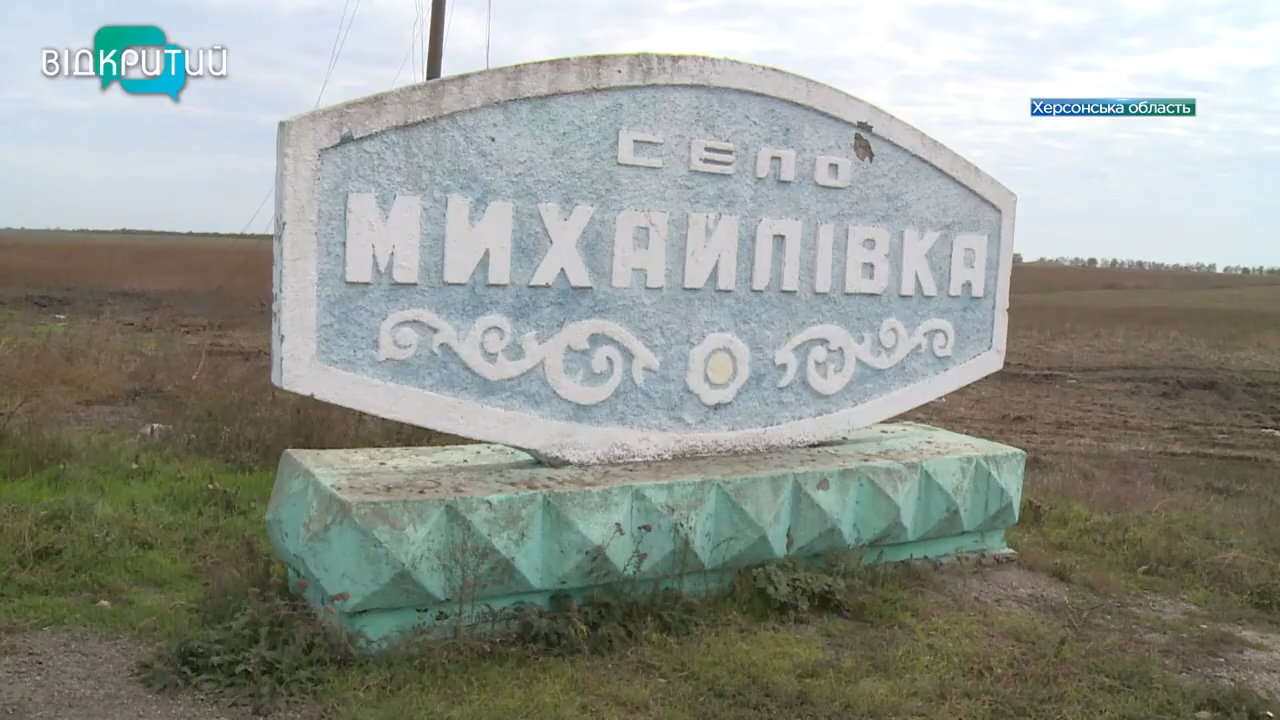 ВІДКРИТИЙ
Херсонська область
СЕЛО
МИХАЙЛІВКА